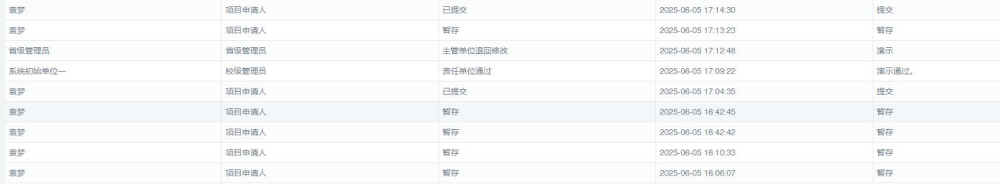 袁梦 项目申请人 已提交 2025-06-05 17:14:30 提交
袁梦 项目申请人 暂存 2025-06-05 17:13:23 暂存
省级管理员 省级管理员 主管单位退回修改 2025-06-05 17:12:48 演示
系统初始单位一 校级管理员 责任单位通过 2025-06-05 17:09:22 演示通过。
袁梦 项目申请人 已提交 2025-06-05 17:04:35 提交
袁梦 项目申请人 暂存 2025-06-05 16:42:45 暂存
袁梦 项目申请人 暂存 2025-06-05 16:42:42 暂存
袁梦 项目申请人 暂存 2025-06-05 16:10:33 暂存
袁梦 项目申请人 暂存 2025-06-05 16:06:07 暂存